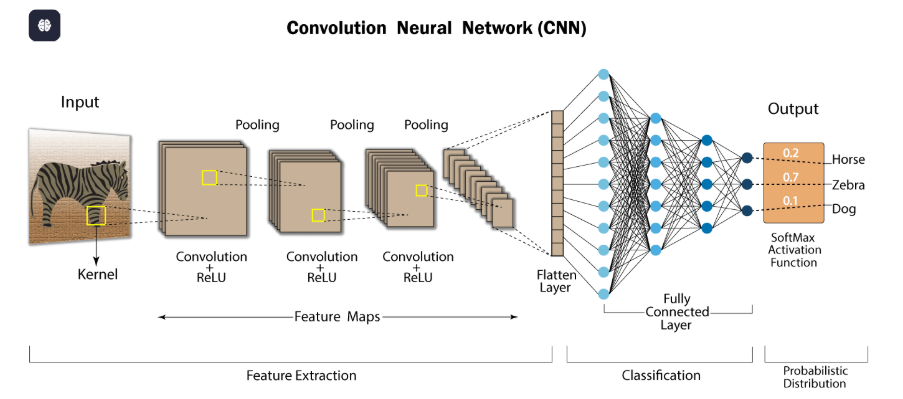 Convolution Neural Network (CNN)
Input
Kernel
Pooling
Pooling
Pooling
Convolution
+
ReLU
Convolution
+
ReLU
Convolution
+
ReLU
Feature Maps
Flatten
Layer
Fully
Connected
Layer
Output
0.2
Horse
0.7
Zebra
0.1
Dog
SoftMax
Activation
Function
Feature Extraction
Classification
Probabilistic
Distribution